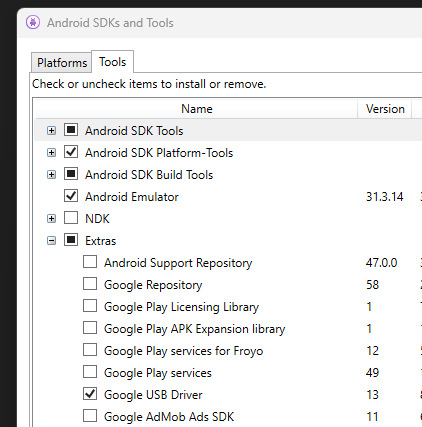 Android SDKs and Tools
Platforms Tools
Check or uncheck items to install or remove.
Name Version
Android SDK Tools
Android SDK Platform-Tools
Android SDK Build Tools
Android Emulator 31.3.14
NDK
Extras
Android Support Repository 47.0.0
Google Repository 58
Google Play Licensing Library 1
Google Play APK Expansion library 1
Google Play services for Froyo 12
Google Play services 49
Google USB Driver 13
Google AdMob Ads SDK 11